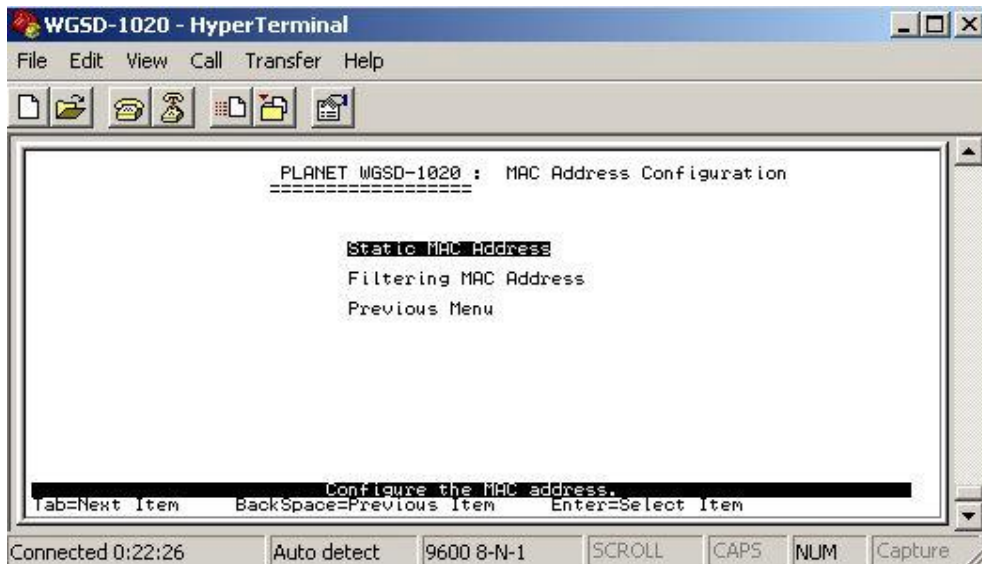 WGSD-1020 - HyperTerminal
File Edit View Call Transfer Help
PLANET WGSD-1020 : MAC Address Configuration
==================
Static MAC Address
Filtering MAC Address
Previous Menu
Configure the MAC address.
Tab=Next Item BackSpace=Previous Item Enter=Select Item
Connected 0:22:26 Auto detect 9600 8-N-1 SCROLL CAPS NUM Capture